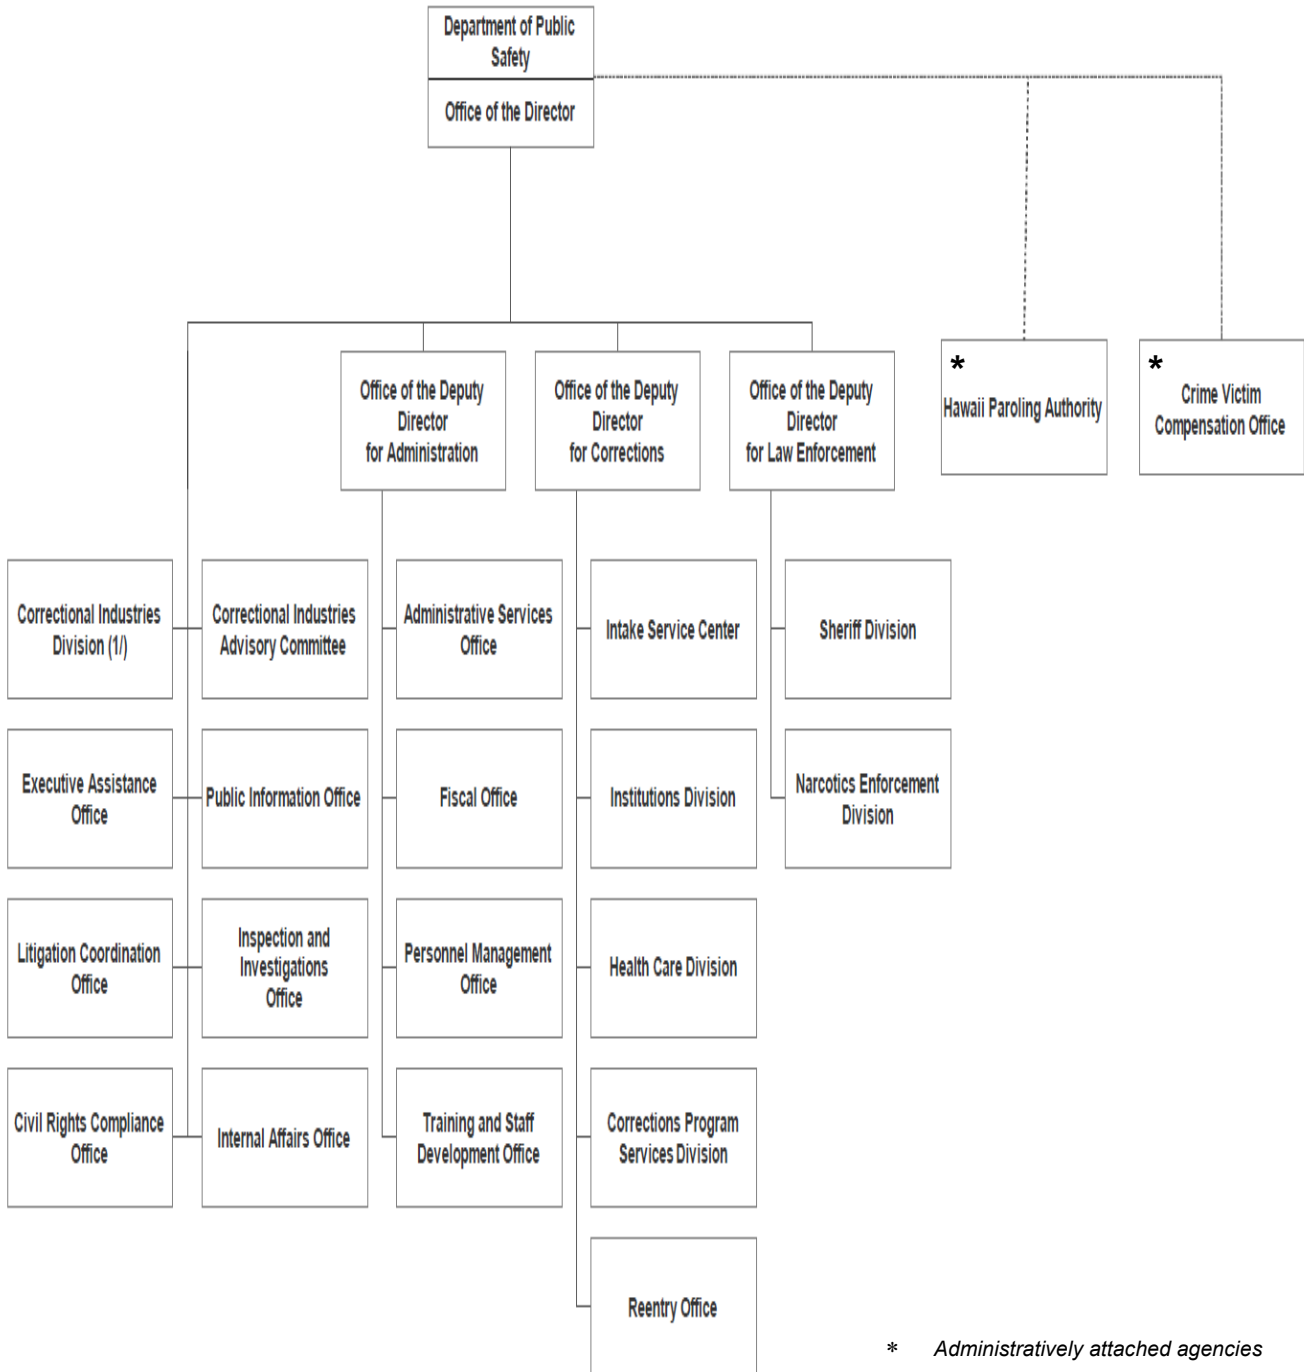 Department of Public
Safety
Office of the Director
Office of the Deputy
Director
for Administration
Office of the Deputy
Director
for Corrections
Office of the Deputy
Director
for Law Enforcement
*
Hawaii Paroling Authority
*
Crime Victim
Compensation Office
Correctional Industries
Division (1/)
Correctional Industries
Advisory Committee
Administrative Services
Office
Intake Service Center
Sheriff Division
Executive Assistance
Office
Public Information Office
Fiscal Office
Institutions Division
Narcotics Enforcement
Division
Litigation Coordination
Office
Inspection and
Investigations
Office
Personnel Management
Office
Health Care Division
Civil Rights Compliance
Office
Internal Affairs Office
Training and Staff
Development Office
Corrections Program
Services Division
Reentry Office
* Administratively attached agencies